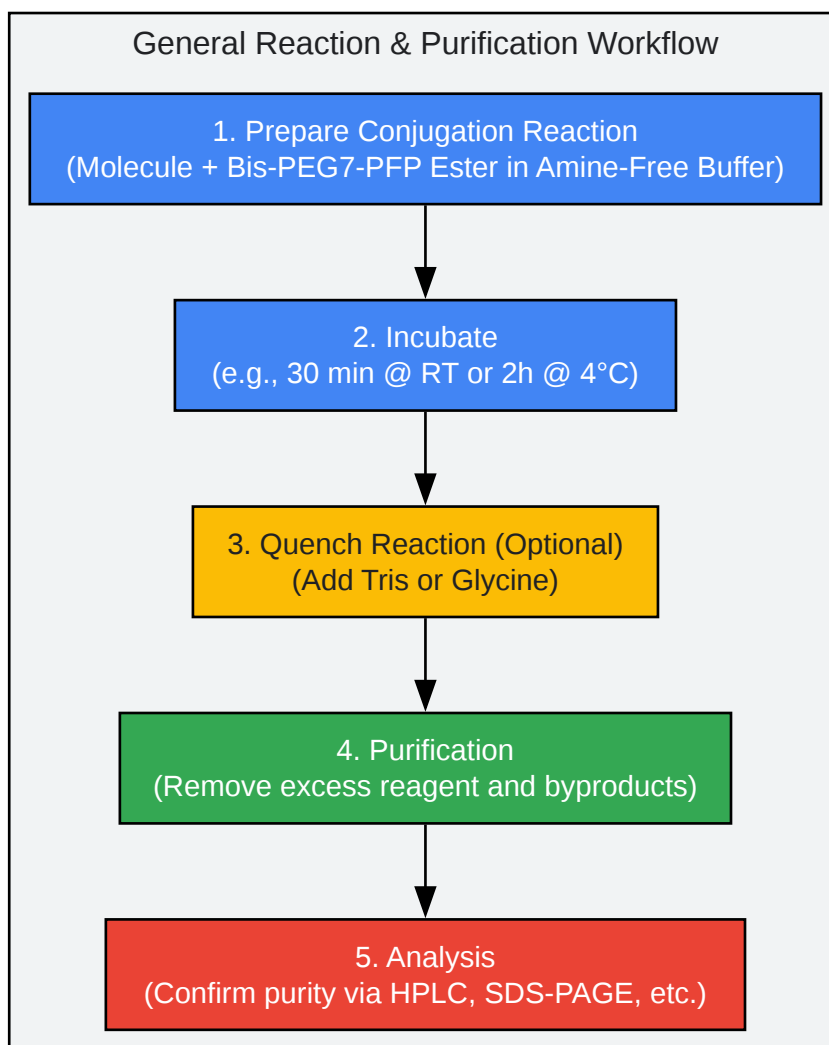 General Reaction & Purification Workflow
1. Prepare Conjugation Reaction
(Molecule + Bis-PEG7-PFP Ester in Amine-Free Buffer)
2. Incubate
(e.g., 30 min @ RT or 2h @ 4°C)
3. Quench Reaction (Optional)
(Add Tris or Glycine)
4. Purification
(Remove excess reagent and byproducts)
5. Analysis
(Confirm purity via HPLC, SDS-PAGE, etc.)